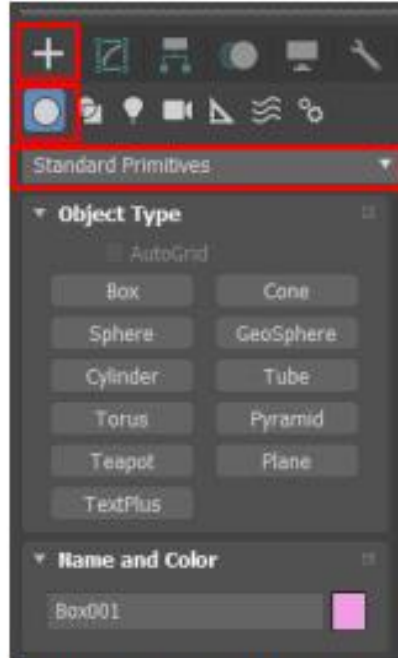 Standard Primitives
Object Type
AutoGrid
Box Cone
Sphere GeoSphere
Cylinder Tube
Torus Pyramid
Teapot Plane
TextPlus
Name and Color
Box001